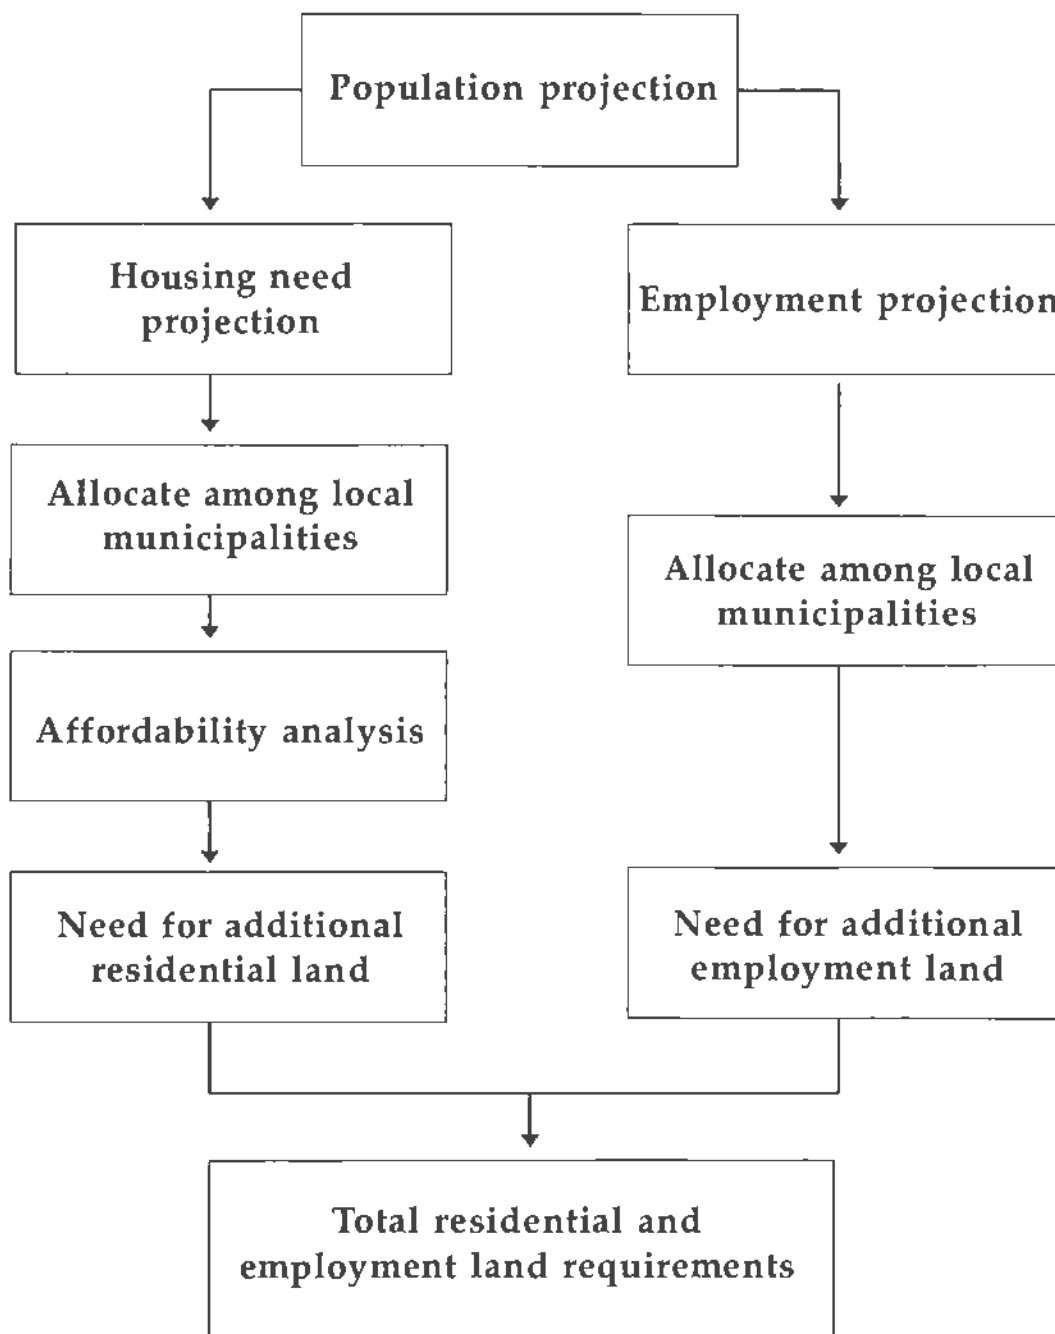 Population projection
Housing need
projection
Employment projection
Allocate among local
municipalities
Allocate among local
municipalities
Affordability analysis
Need for additional
residential land
Need for additional
employment land
Total residential and
employment land requirements